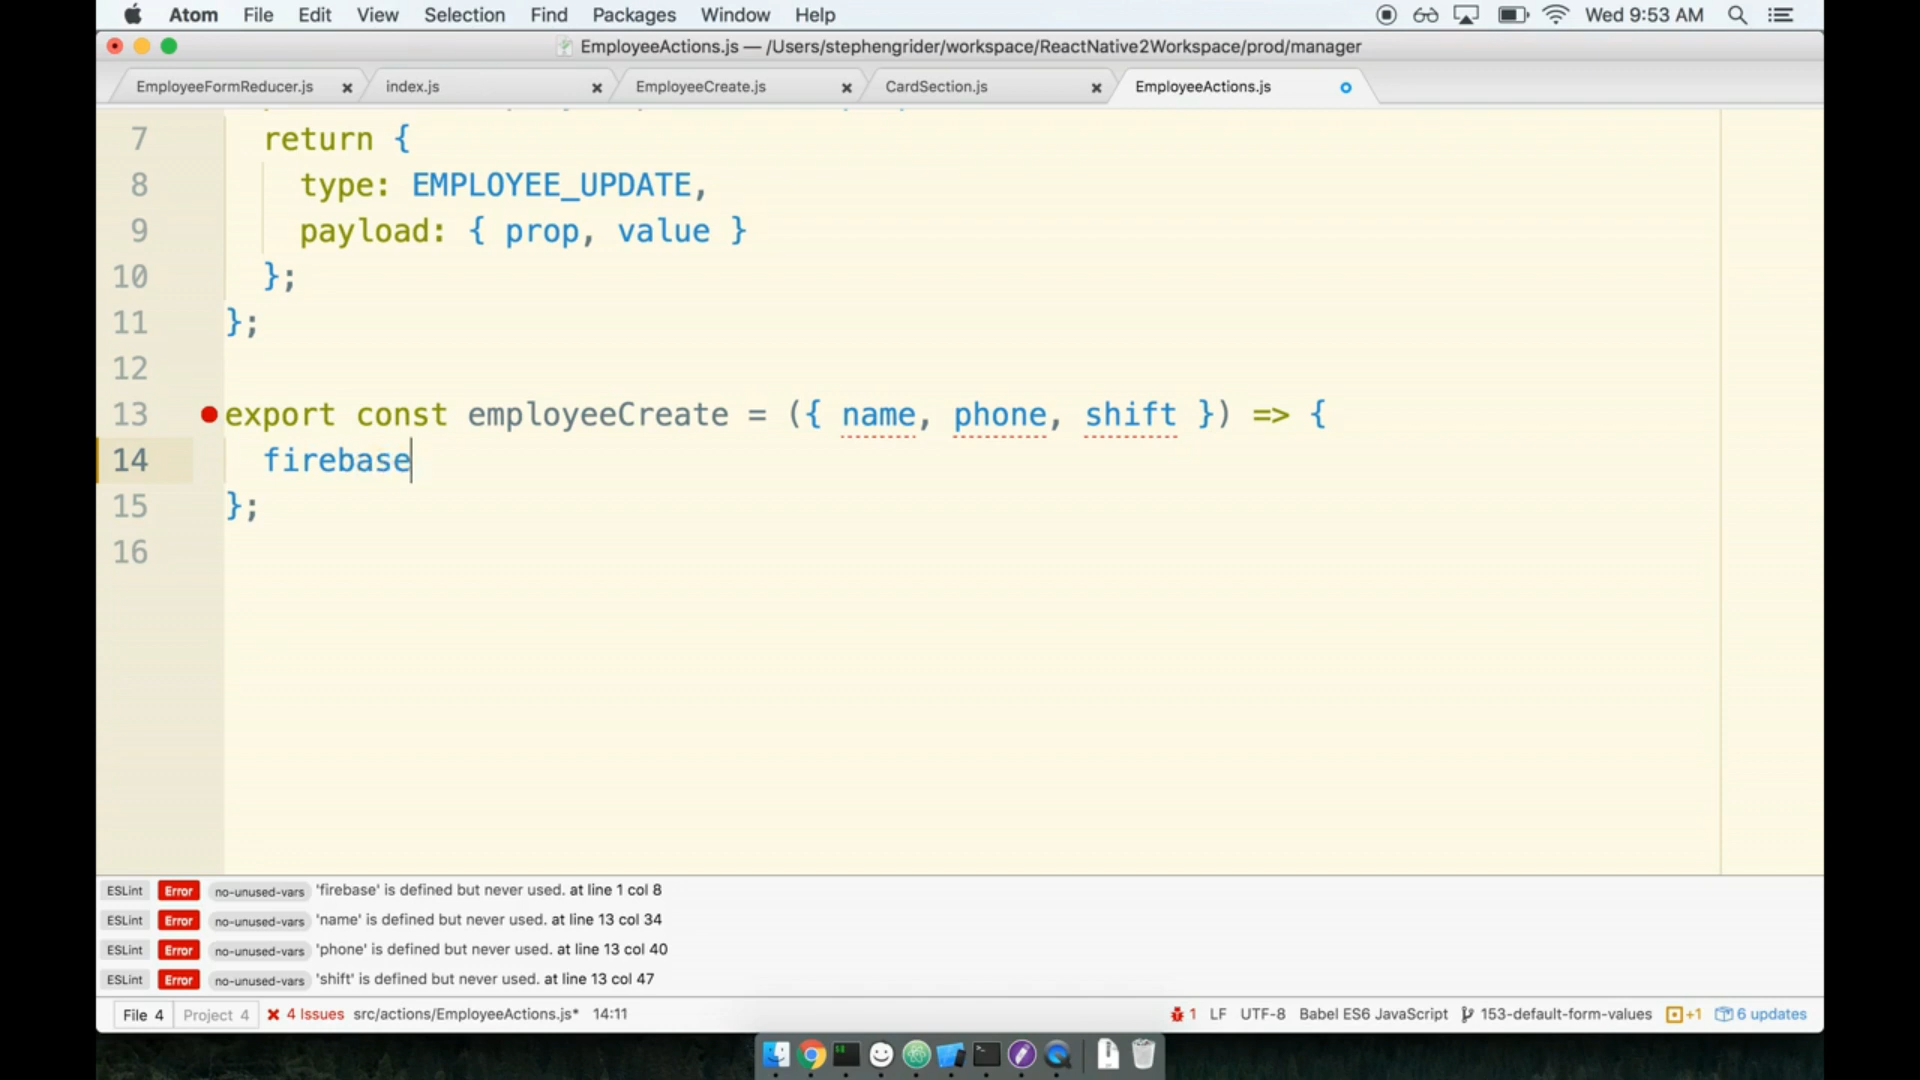 Atom File Edit View Selection Find Packages Window Help Wed 9:53 AM
EmployeeActions.js — /Users/stephengrider/workspace/ReactNative2Workspace/prod/manager
EmployeeFormReducer.js index.js EmployeeCreate.js CardSection.js EmployeeActions.js
7 return {
8 type: EMPLOYEE_UPDATE,
9 payload: { prop, value }
10 };
11 };
12
13 export const employeeCreate = ({ name, phone, shift }) => {
14 firebase
15 };
16
ESLint Error no-unused-vars 'firebase' is defined but never used. at line 1 col 8
ESLint Error no-unused-vars 'name' is defined but never used. at line 13 col 34
ESLint Error no-unused-vars 'phone' is defined but never used. at line 13 col 40
ESLint Error no-unused-vars 'shift' is defined but never used. at line 13 col 47
File 4 Project 4 4 Issues src/actions/EmployeeActions.js* 14:11 1 LF UTF-8 Babel ES6 JavaScript 153-default-form-values +1 6 updates